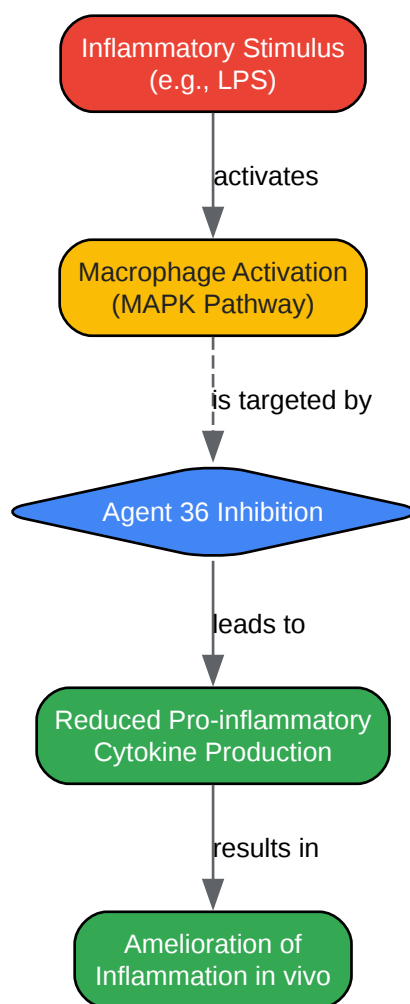 Inflammatory Stimulus
(e.g., LPS)
activates
Macrophage Activation
(MAPK Pathway)
is targeted by
Agent 36 Inhibition
leads to
Reduced Pro-inflammatory
Cytokine Production
results in
Amelioration of
Inflammation in vivo